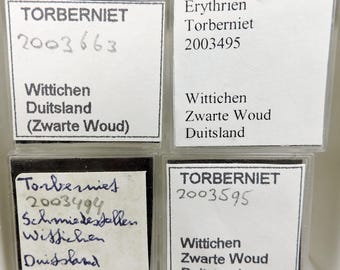 TORBERNIET
2003663
Wittichen
Duitsland
(Zwarte Woud)
Erythrien
Torberniet
2003495
Wittichen
Zwarte Woud
Duitsland
Torberniet
2003494
Schmiedestollen
Wittichen
Duitsland
TORBERNIET
2003595
Wittichen
Zwarte Woud
Duitsland